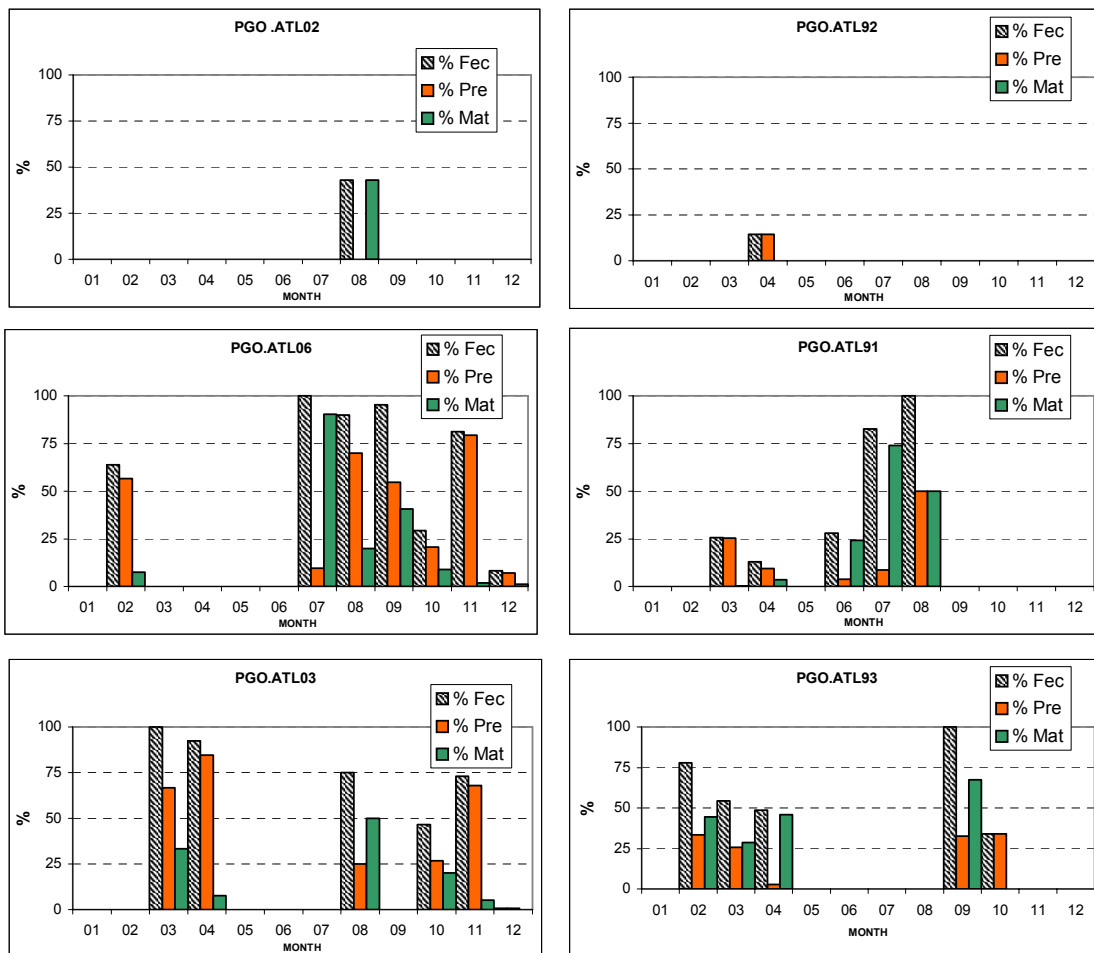 PGO .ATL02
% Fec
% Pre
% Mat
100
75
50
25
0
%
01 02 03 04 05 06 07 08 09 10 11 12
MONTH
PGO.ATL92
% Fec
% Pre
% Mat
100
75
50
25
0
%
01 02 03 04 05 06 07 08 09 10 11 12
MONTH
PGO.ATL06
% Fec
% Pre
% Mat
100
75
50
25
0
%
01 02 03 04 05 06 07 08 09 10 11 12
MONTH
PGO.ATL91
% Fec
% Pre
% Mat
100
75
50
25
0
%
01 02 03 04 05 06 07 08 09 10 11 12
MONTH
PGO.ATL03
% Fec
% Pre
% Mat
100
75
50
25
0
%
01 02 03 04 05 06 07 08 09 10 11 12
MONTH
PGO.ATL93
% Fec
% Pre
% Mat
100
75
50
25
0
%
01 02 03 04 05 06 07 08 09 10 11 12
MONTH